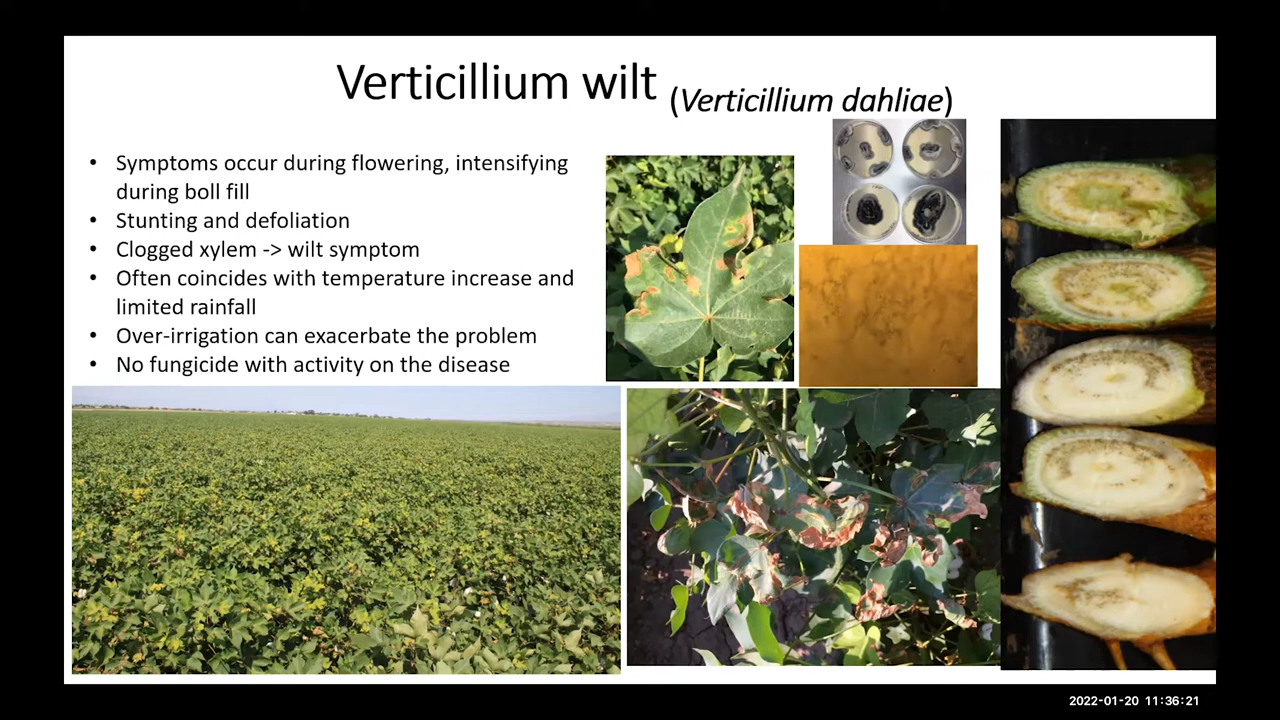 Verticillium wilt (Verticillium dahliae)
• Symptoms occur during flowering, intensifying
during boll fill
• Stunting and defoliation
• Clogged xylem -> wilt symptom
• Often coincides with temperature increase and
limited rainfall
• Over-irrigation can exacerbate the problem
• No fungicide with activity on the disease
2022-01-20 11:36:21